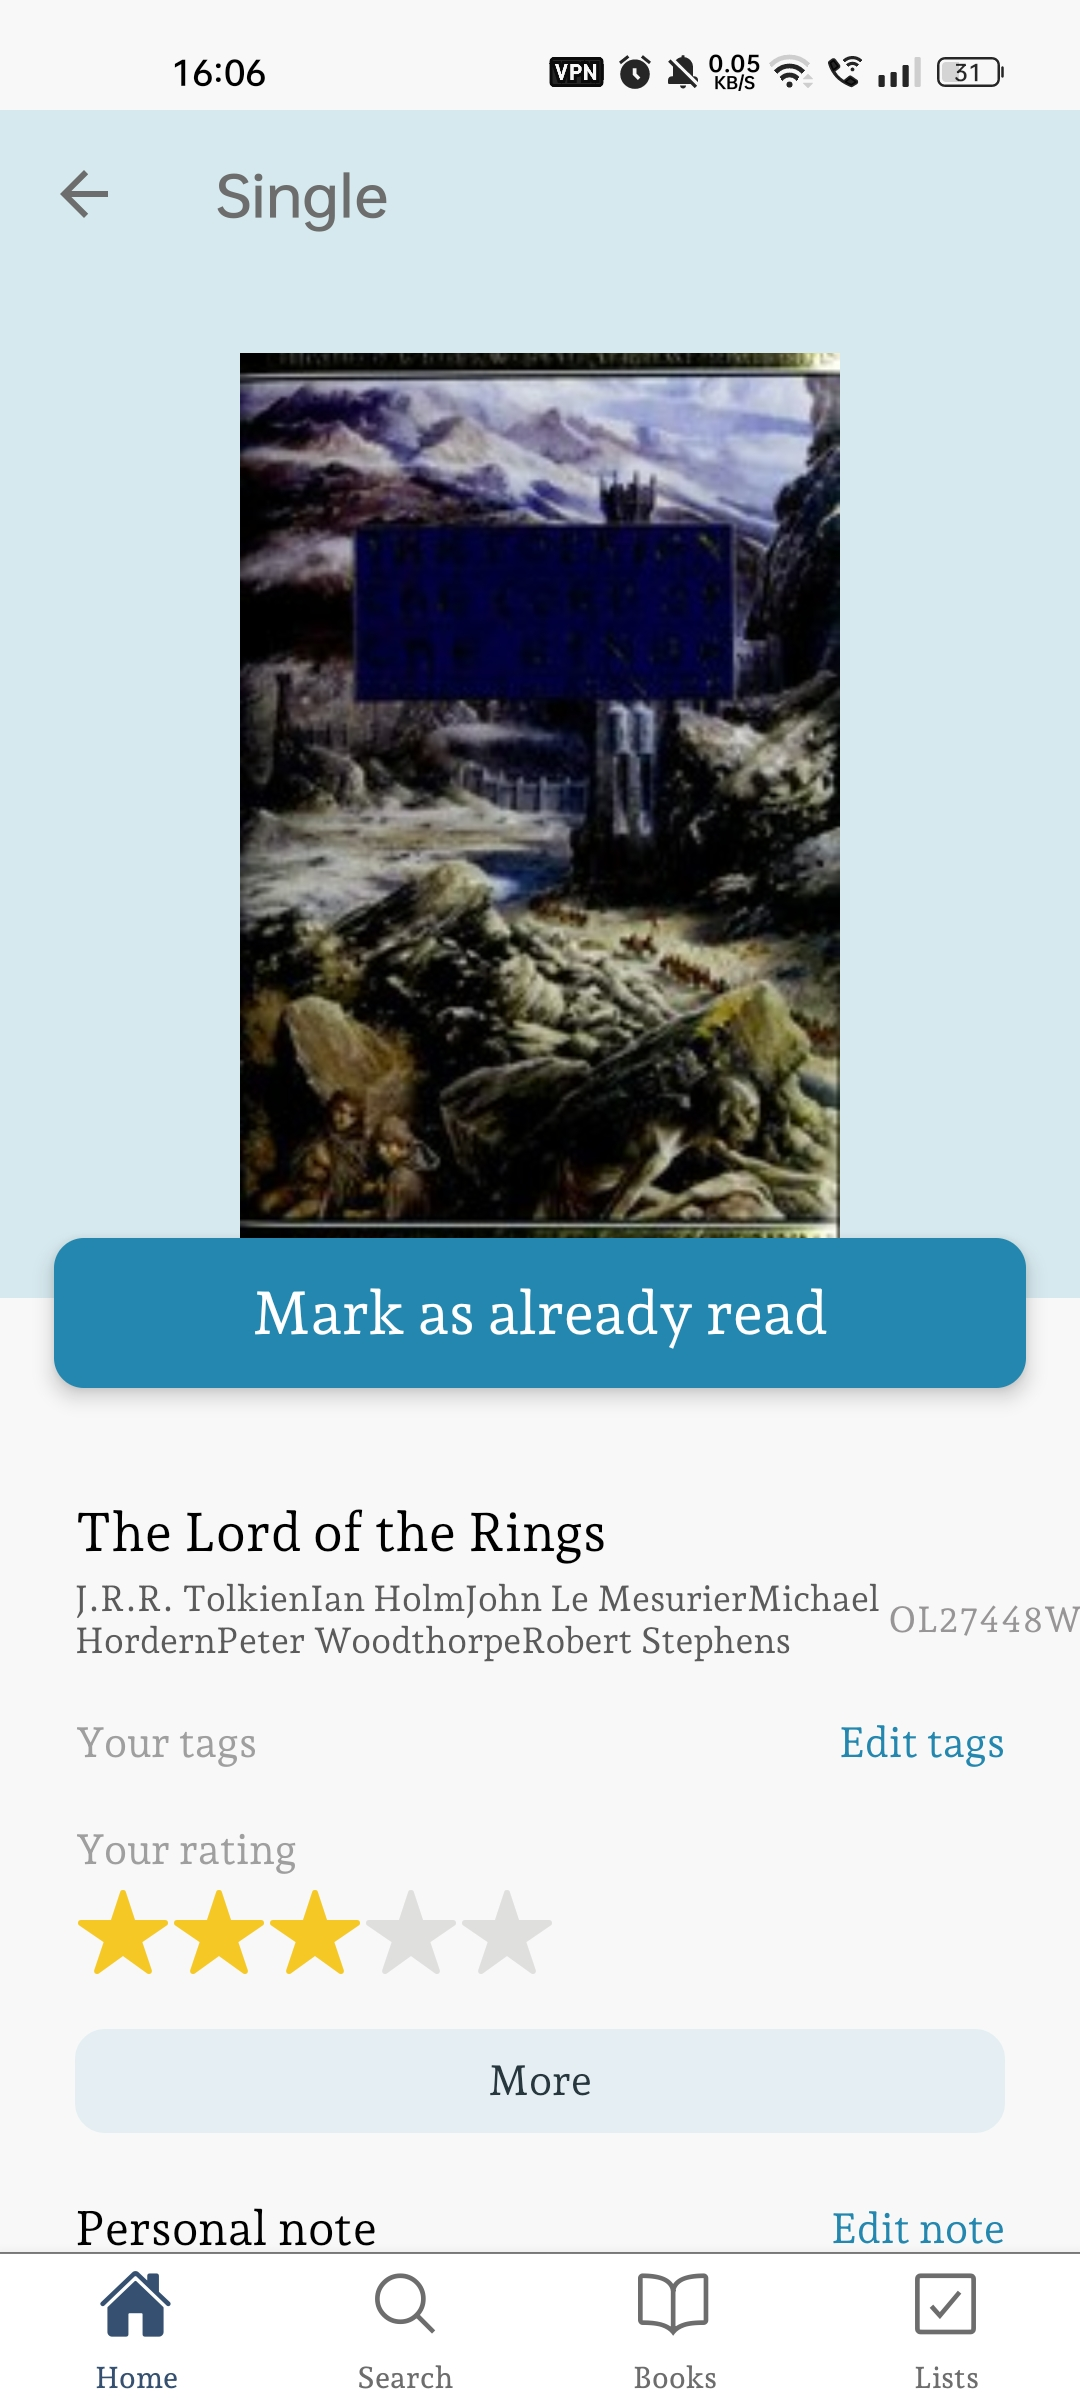 16:06
VPN
0.05
KB/S
31
Single
Mark as already read
The Lord of the Rings
J.R.R. TolkienIan HolmJohn Le MesurierMichael
HordernPeter WoodthorpeRobert Stephens
OL27448W
Your tags
Edit tags
Your rating
More
Personal note
Edit note
Home
Search
Books
Lists